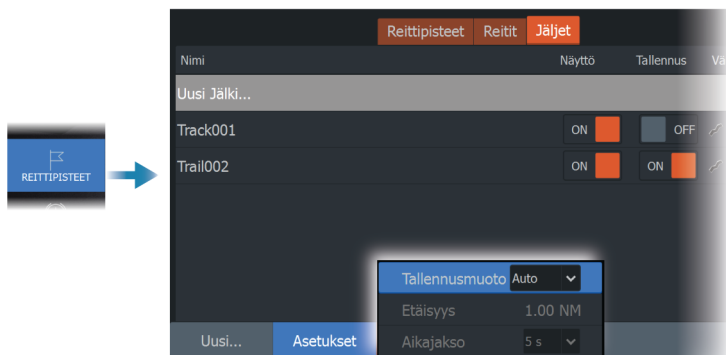 REITTIPISTEET
Reittipisteet Reitit Jäljet
Nimi Näyttö Tallennus
Uusi Jälki...
Track001 ON OFF
Trail002 ON ON
Tallennusmuoto Auto
Etäisyys 1.00 NM
Uusi... Asetukset Aikajakso 5 s